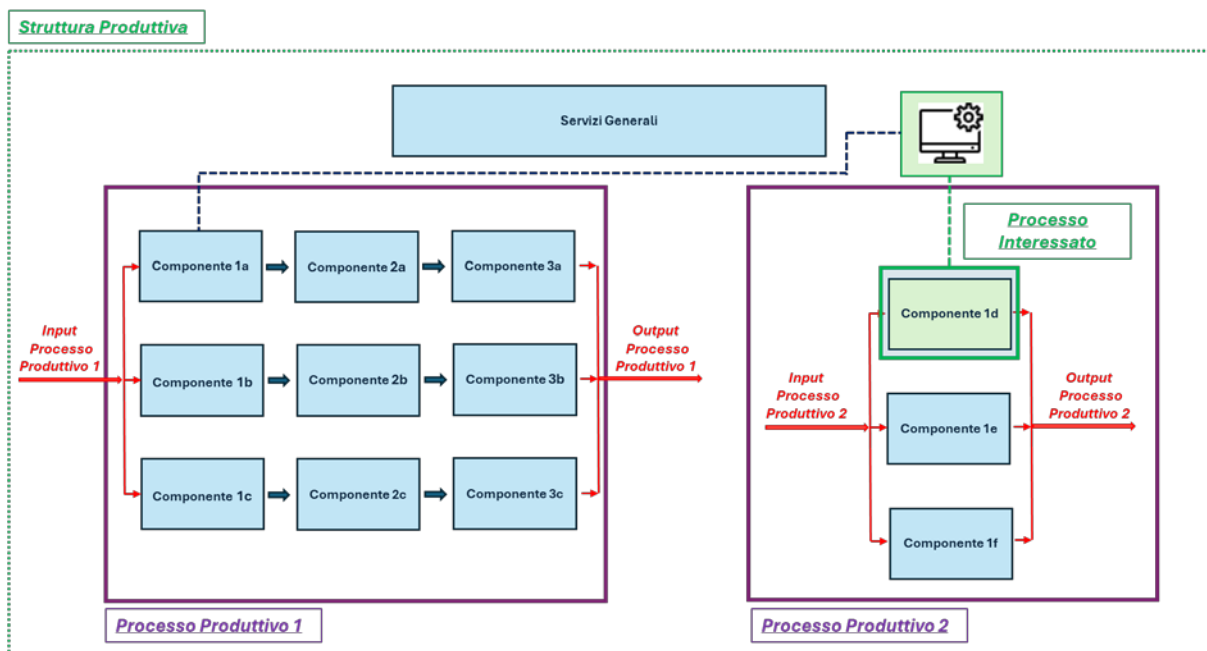 Struttura Produttiva
Servizi Generali
Processo
Interessato
Componente 1a
Componente 2a
Componente 3a
Componente 1d
Input
Processo
Produttivo 1
Output
Processo
Produttivo 1
Componente 1b
Componente 2b
Componente 3b
Input
Processo
Produttivo 2
Output
Processo
Produttivo 2
Componente 1e
Componente 1c
Componente 2c
Componente 3c
Componente 1f
Processo Produttivo 1
Processo Produttivo 2